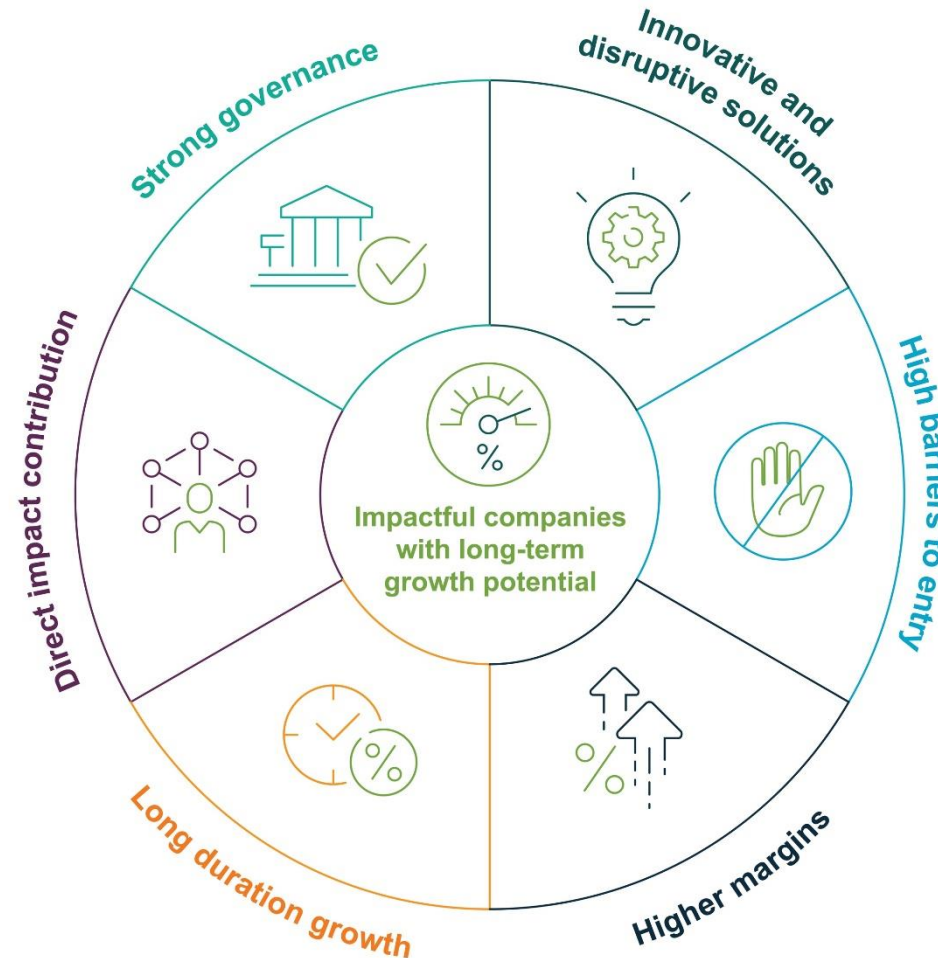 Innovative and
disruptive solutions
High barriers to entry
Higher margins
Long duration growth
Direct impact contribution
Strong governance
%
Impactful companies
with long-term
growth potential
%
%